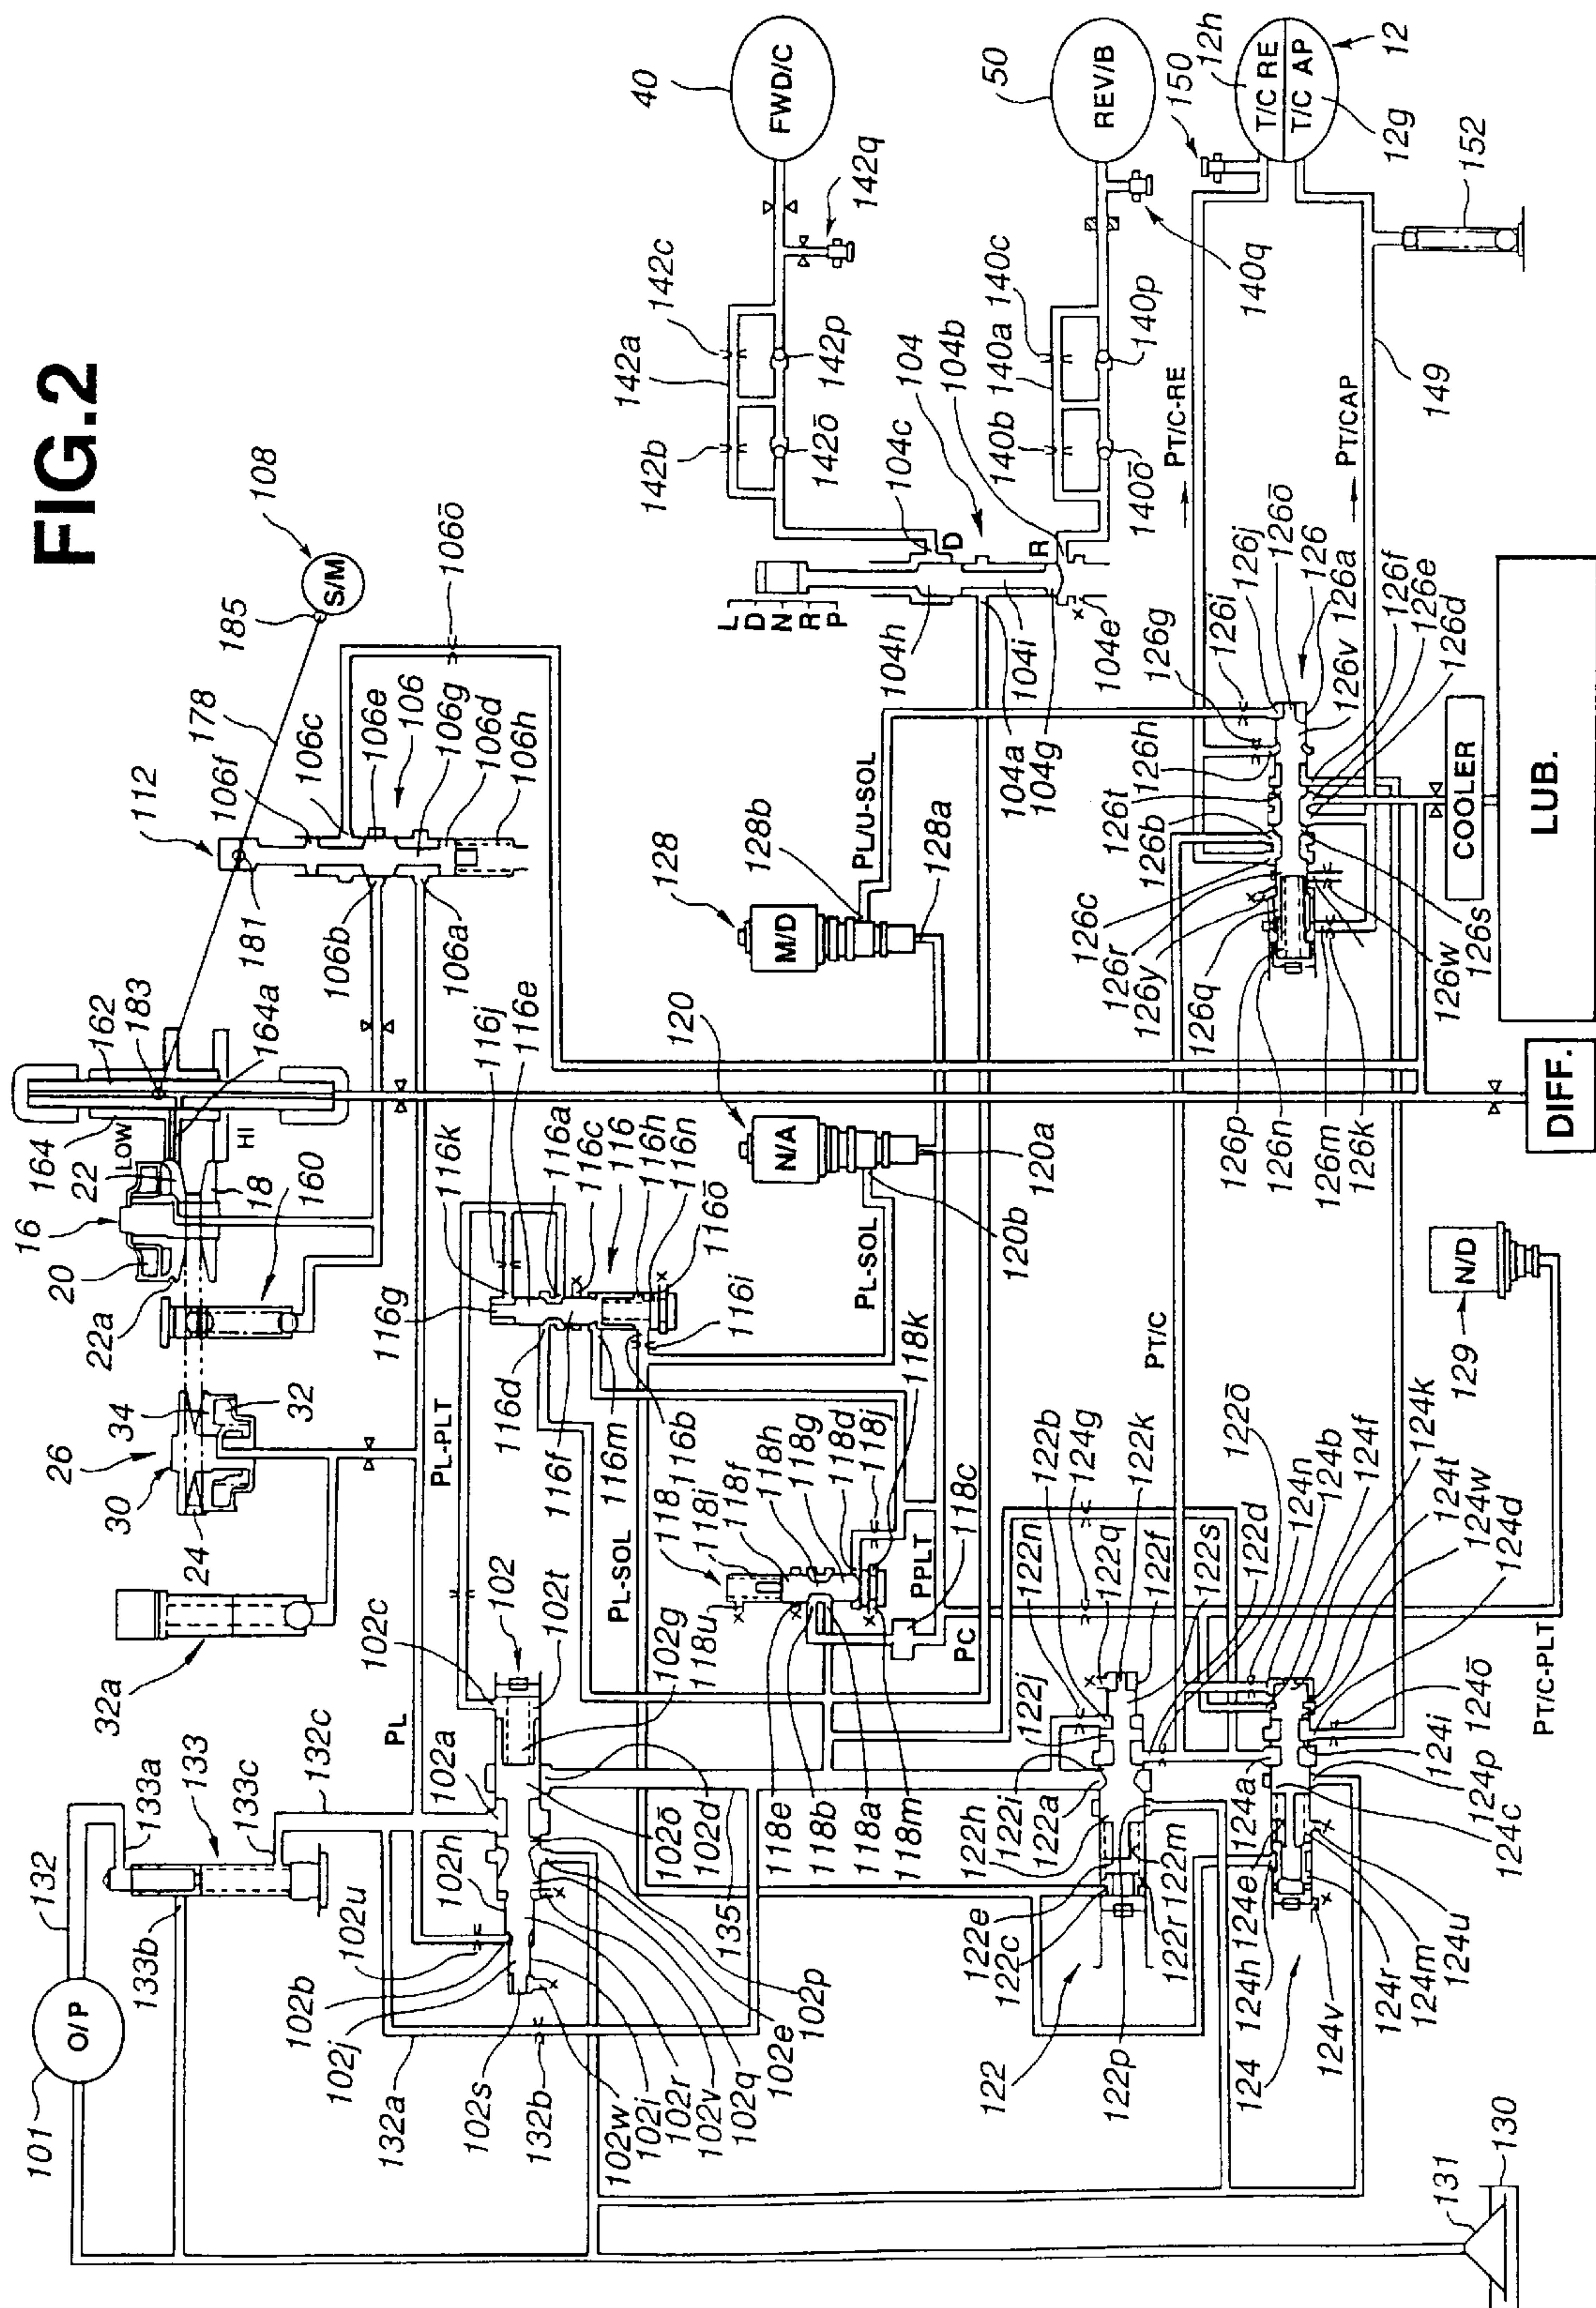 FIG.2
101
O/P
132
133a
133
133b
133c
132c
32a
24
30
26
34
32
22a
20
16
22
18
160
164
LOW
HI
162
183
164a
112
181
178
185
S/M
108
106f
106c
106e
106
106g
106d
106h
106b
106a
106ō
PL
102c
102a
102
102t
102g
102h
102u
102b
102j
102s
132a
132b
102w
102i
102r
102v
102q
102e
102p
102ō
102d
135
PL-PLT
PL-SOL
116k
116j
116e
116a
116c
116
116h
116n
116ō
116g
116d
116f
116m
116b
116i
118
118i
118f
118h
118g
118d
118j
118k
118u
118e
118b
118a
118m
118c
PC
PPLT
PL-SOL
120
N/A
120b
120a
128
M/D
128b
128a
PL/U-SOL
L
D
N
R
P
D
R
104
104a
104b
104c
104e
104g
104h
104i
142a
142b
142c
142ō
142p
142q
40
FWD/C
140a
140b
140c
140ō
140p
140q
50
REV/B
150
12h
T/C RE
T/C AP
12
12g
152
149
PT/C-RE
PT/CAP
126j
126ō
126
126a
126f
126e
126d
126g
126i
126v
126h
126t
126b
126c
126r
126y
126q
126p
126n
126m
126k
126w
126s
COOLER
LUB.
DIFF.
N/D
129
PT/C
PT/C-PLT
122n
122b
124g
122q
122k
122f
122s
122ō
122d
122j
122i
122h
122a
122e
122c
122r
122m
122p
122
124n
124b
124f
124k
124t
124w
124d
124ō
124i
124p
124c
124a
124e
124h
124u
124m
124r
124v
124
131
130